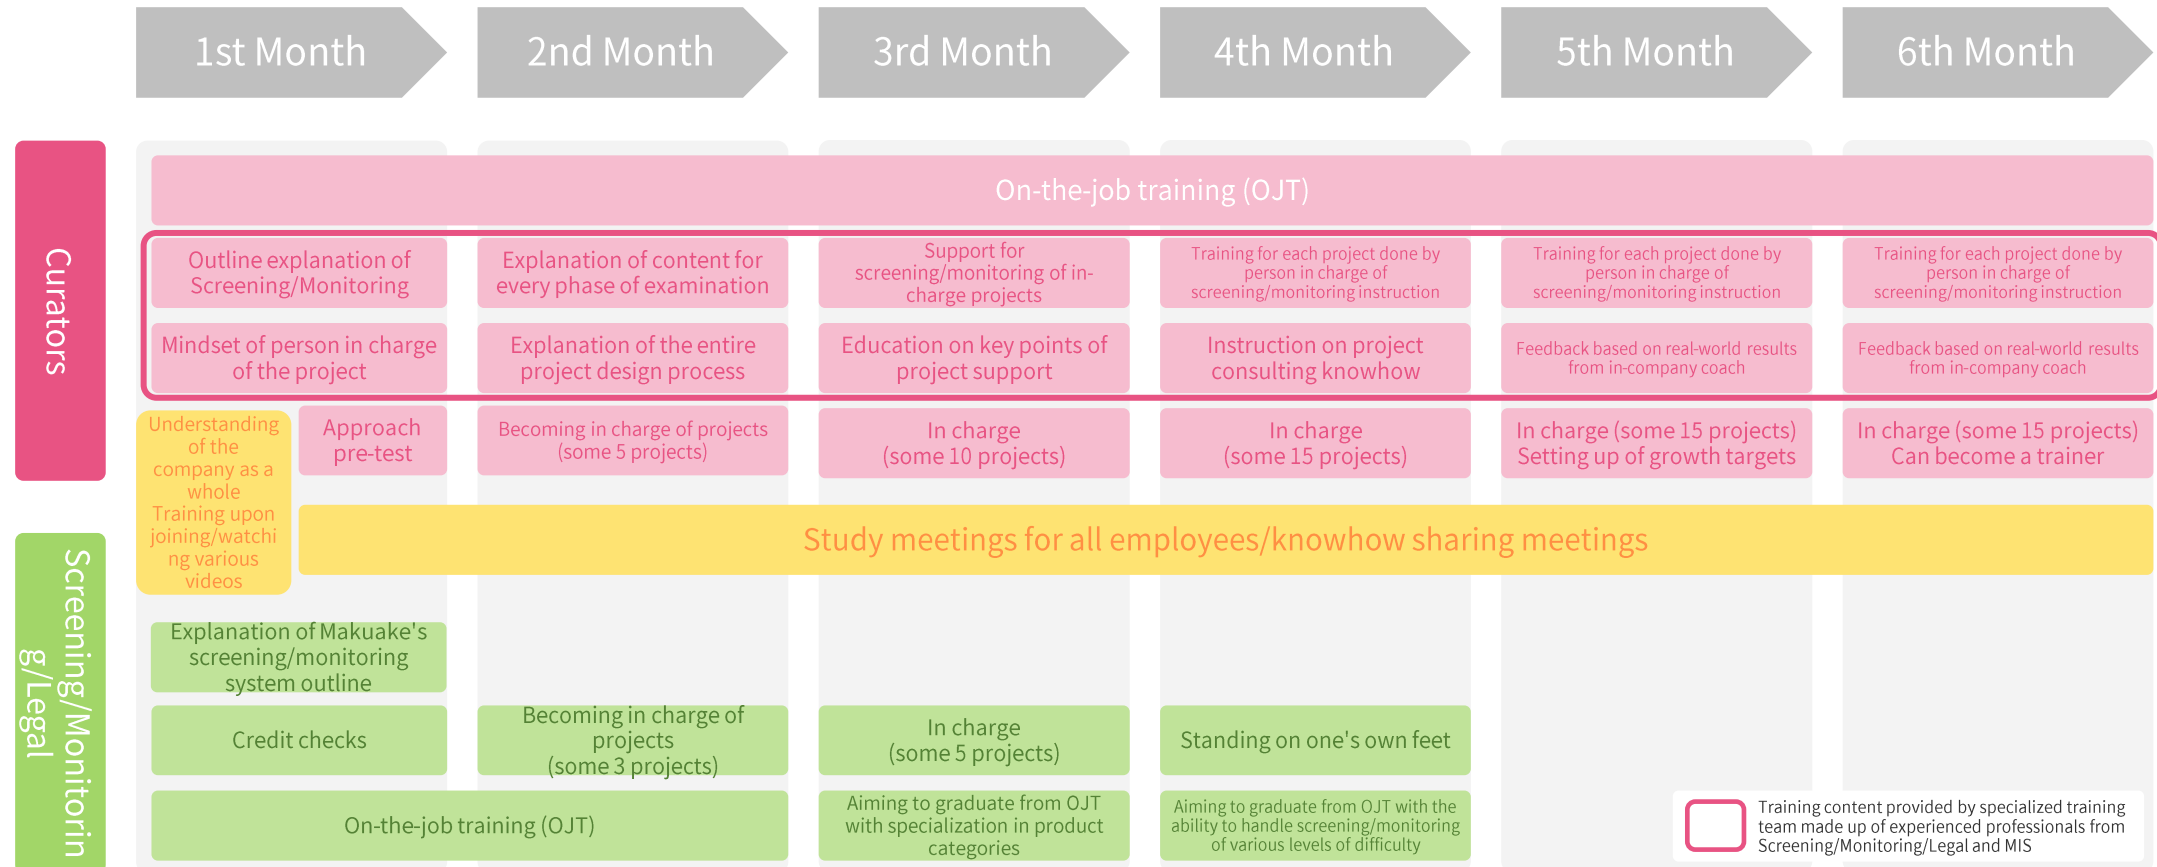 1st Month
2nd Month
3rd Month
4th Month
5th Month
6th Month
Curators
On-the-job training (OJT)
Outline explanation of
Screening/Monitoring
Explanation of content for
every phase of examination
Support for
screening/monitoring of in-
charge projects
Training for each project done by
person in charge of
screening/monitoring instruction
Training for each project done by
person in charge of
screening/monitoring instruction
Training for each project done by
person in charge of
screening/monitoring instruction
Mindset of person in charge
of the project
Explanation of the entire
project design process
Education on key points of
project support
Instruction on project
consulting knowhow
Feedback based on real-world results
from in-company coach
Feedback based on real-world results
from in-company coach
Understanding
of the
company as a
whole
Training upon
joining/watchi
ng various
videos
Approach
pre-test
Becoming in charge of projects
(some 5 projects)
In charge
(some 10 projects)
In charge
(some 15 projects)
In charge (some 15 projects)
Setting up of growth targets
In charge (some 15 projects)
Can become a trainer
Study meetings for all employees/knowhow sharing meetings
Screening/Monitorin
g/Legal
Explanation of Makuake's
screening/monitoring
system outline
Credit checks
Becoming in charge of
projects
(some 3 projects)
In charge
(some 5 projects)
Standing on one's own feet
On-the-job training (OJT)
Aiming to graduate from OJT
with specialization in product
categories
Aiming to graduate from OJT with the
ability to handle screening/monitoring
of various levels of difficulty
Training content provided by specialized training
team made up of experienced professionals from
Screening/Monitoring/Legal and MIS